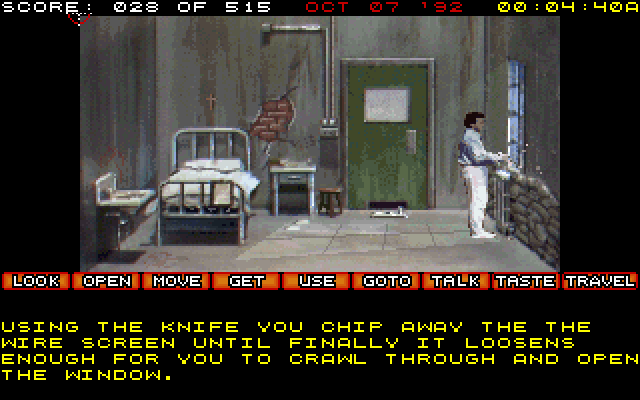 SCORE: 028 OF 515 OCT 07 '92 00:04:40A
LOOK OPEN MOVE GET USE GOTO TALK TASTE TRAVEL
USING THE KNIFE YOU CHIP AWAY THE THE
WIRE SCREEN UNTIL FINALLY IT LOOSENS
ENOUGH FOR YOU TO CRAWL THROUGH AND OPEN
THE WINDOW.